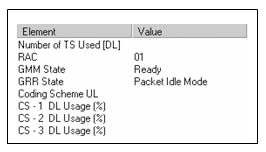 Element Value
Number of TS Used [DL]
RAC 01
GMM State Ready
GRR State Packet Idle Mode
Coding Scheme UL
CS - 1 DL Usage (%)
CS - 2 DL Usage (%)
CS - 3 DL Usage (%)